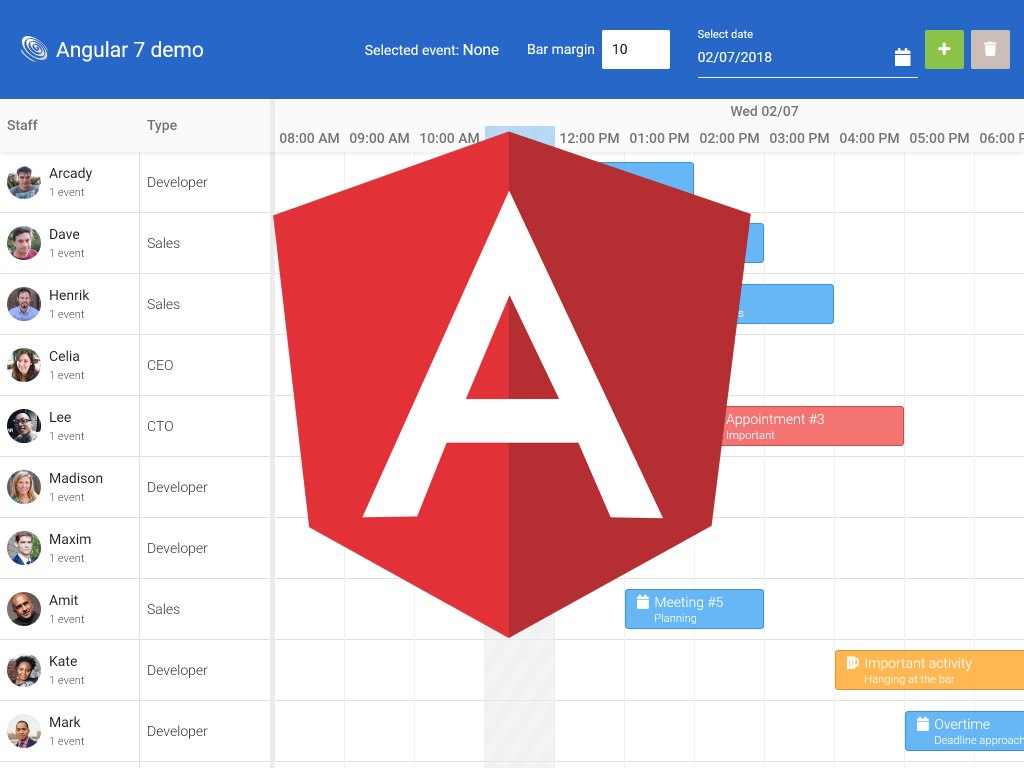 Angular 7 demo
Selected event: None
Bar margin
10
Select date
02/07/2018
Staff
Type
Wed 02/07
08:00 AM 09:00 AM 10:00 AM 12:00 PM 01:00 PM 02:00 PM 03:00 PM 04:00 PM 05:00 PM 06:00 P
Arcady
1 event
Developer
Dave
1 event
Sales
Henrik
1 event
Sales
s
Celia
1 event
CEO
Lee
1 event
CTO
Appointment #3
Important
Madison
1 event
Developer
Maxim
1 event
Developer
Amit
1 event
Sales
Meeting #5
Planning
Kate
1 event
Developer
Important activity
Hanging at the bar
Mark
1 event
Developer
Overtime
Deadline approach
A